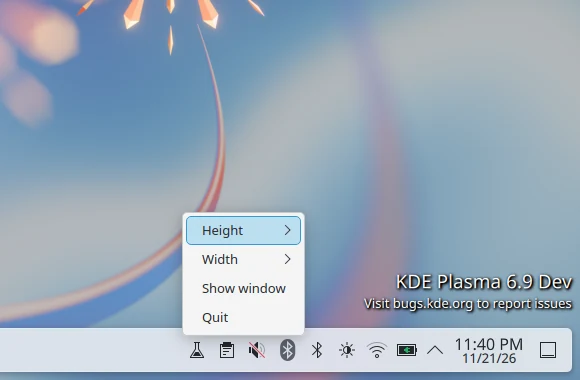 Height
Width
Show window
Quit
KDE Plasma 6.9 Dev
Visit bugs.kde.org to report issues
11:40 PM
11/21/26